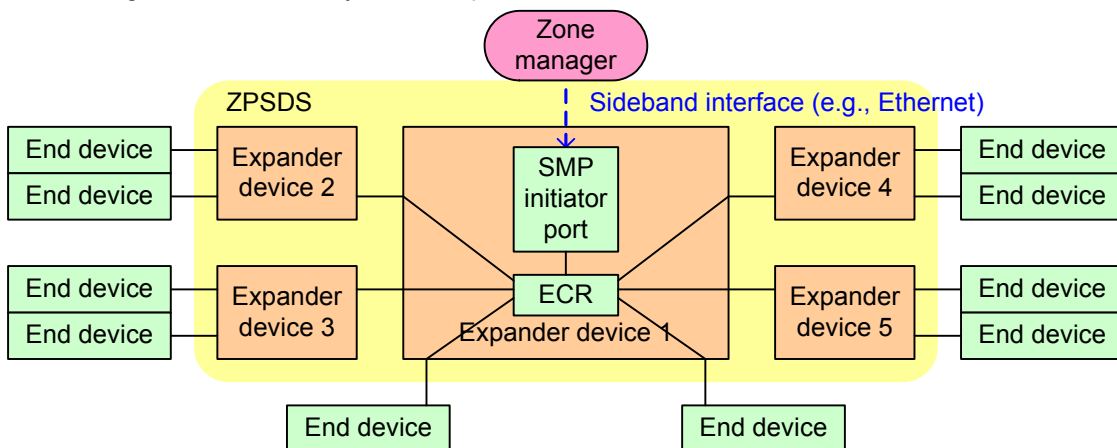 Zone
manager
ZPSDS
Sideband interface (e.g., Ethernet)
End device
End device
Expander
device 2
SMP
initiator
port
Expander
device 4
End device
End device
End device
End device
Expander
device 3
ECR
Expander device 1
Expander
device 5
End device
End device
End device
End device